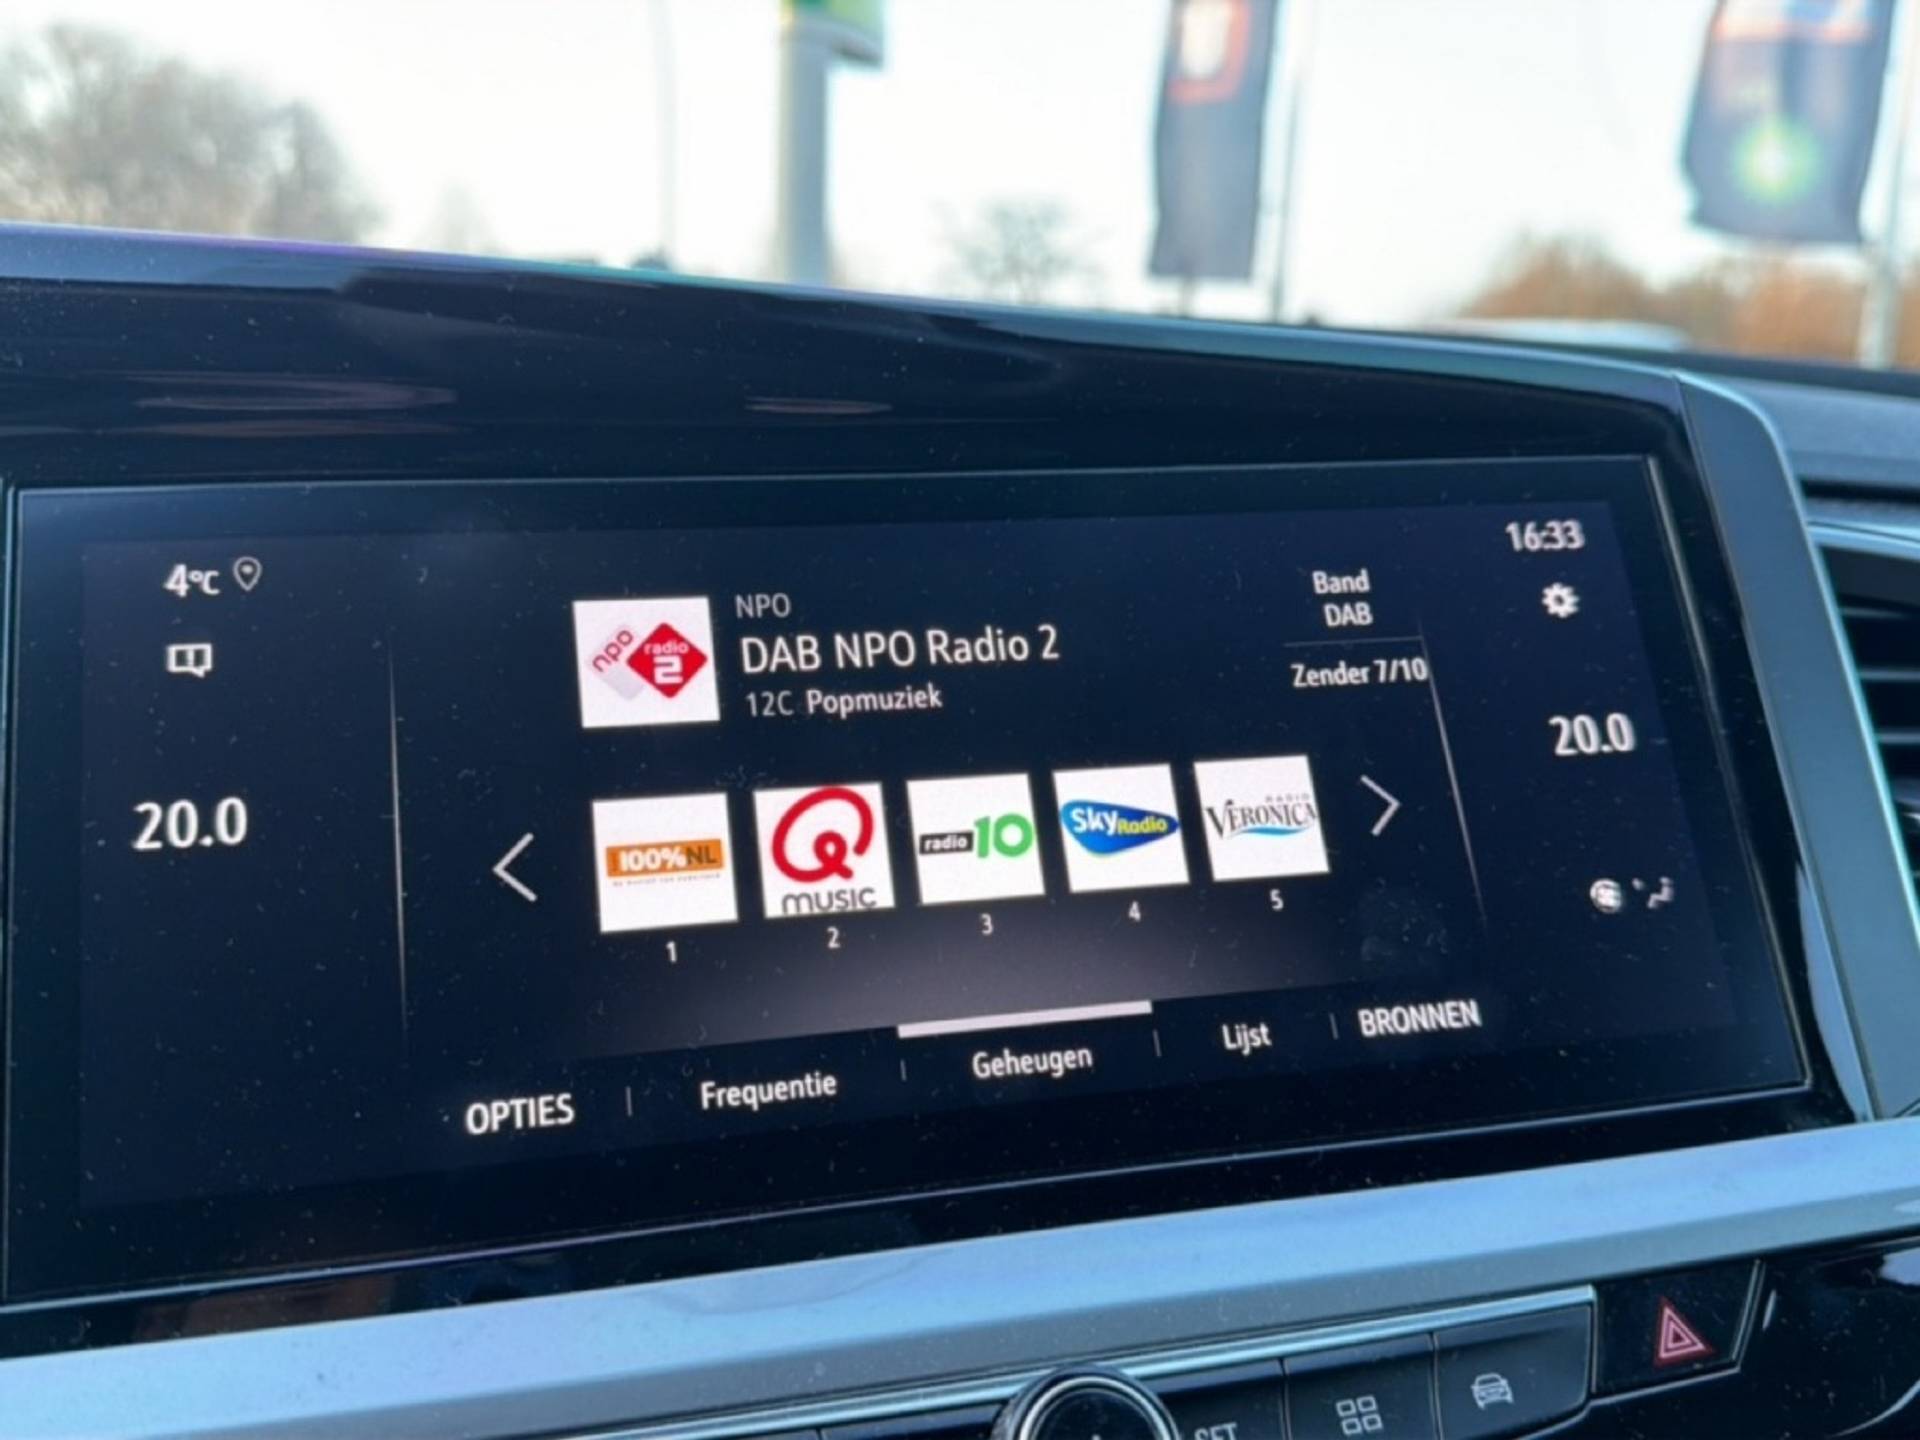 4°C
16:33
NPO
DAB NPO Radio 2
12C Popmuziek
Band
DAB
Zender 7/10
npo
radio
2
20.0
20.0
100%NL
Q
music
radio 10
Sky Radio
RADIO
VERONICA
1
2
3
4
5
OPTIES
Frequentie
Geheugen
Lijst
BRONNEN
SET